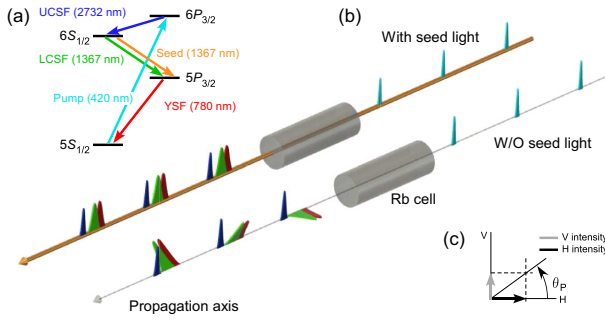 (a)
UCSF (2732 nm)
6P3/2
6S1/2
LCSF (1367 nm)
Seed (1367 nm)
5P3/2
Pump (420 nm)
YSF (780 nm)
5S1/2
(b)
With seed light
W/O seed light
Rb cell
Propagation axis
(c)
V
V intensity
H intensity
θP
H